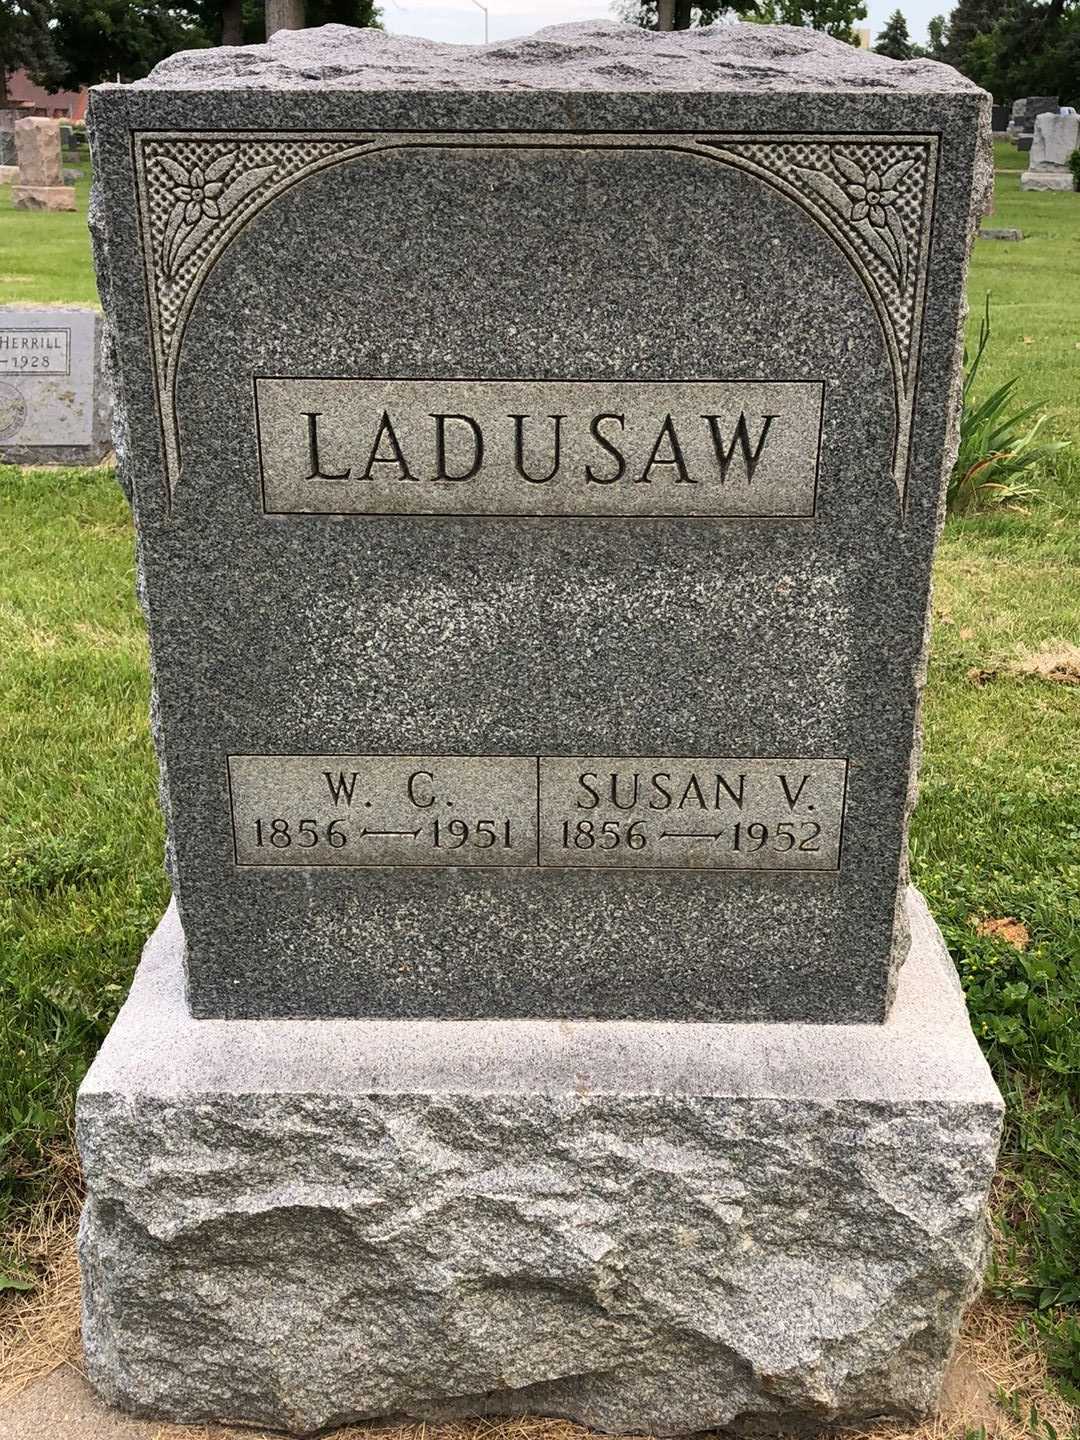 HERRILL
-1928
LADUSAW
W. C.
1856—1951
SUSAN V.
1856—1952